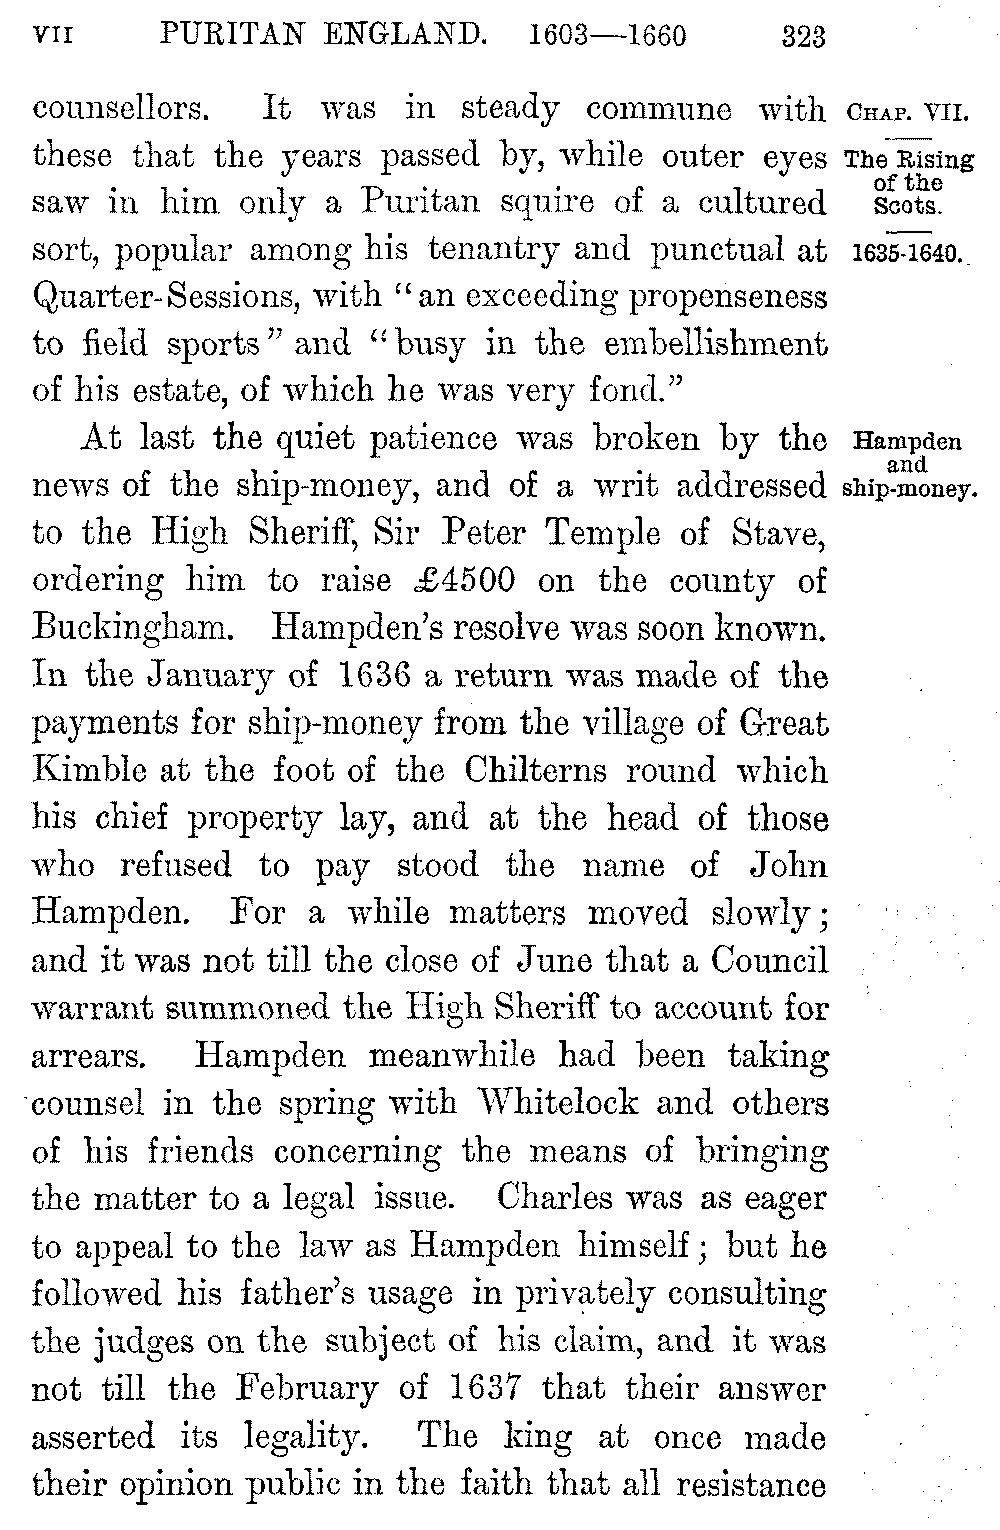 VII PURITAN ENGLAND. 1603—1660 323
counsellors. It was in steady commune with
these that the years passed by, while outer eyes
saw in him only a Puritan squire of a cultured
sort, popular among his tenantry and punctual at
Quarter-Sessions, with “an exceeding propenseness
to field sports” and “busy in the embellishment
of his estate, of which he was very fond.”
At last the quiet patience was broken by the
news of the ship-money, and of a writ addressed
to the High Sheriff, Sir Peter Temple of Stave,
ordering him to raise £4500 on the county of
Buckingham. Hampden’s resolve was soon known.
In the January of 1636 a return was made of the
payments for ship-money from the village of Great
Kimble at the foot of the Chilterns round which
his chief property lay, and at the head of those
who refused to pay stood the name of John
Hampden. For a while matters moved slowly;
and it was not till the close of June that a Council
warrant summoned the High Sheriff to account for
arrears. Hampden meanwhile had been taking
counsel in the spring with Whitelock and others
of his friends concerning the means of bringing
the matter to a legal issue. Charles was as eager
to appeal to the law as Hampden himself; but he
followed his father’s usage in privately consulting
the judges on the subject of his claim, and it was
not till the February of 1637 that their answer
asserted its legality. The king at once made
their opinion public in the faith that all resistance
CHAP. VII.
The Rising
of the
Scots.
1635-1640.
Hampden
and
ship-money.